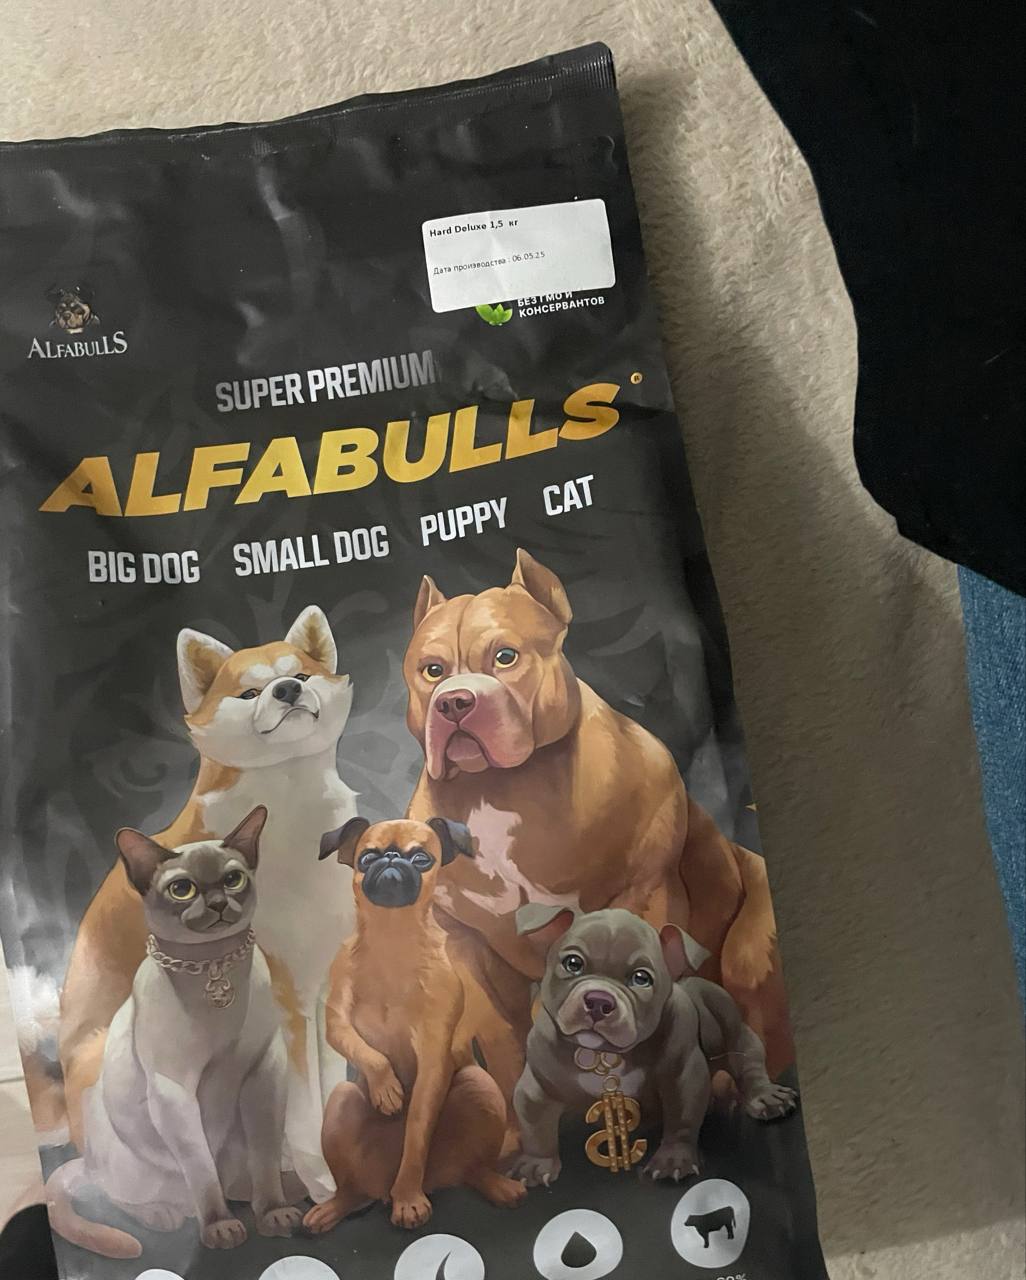 Hard Deluxe 1,5 кг
Дата производства : 06.05.25
БЕЗ ГМО И
КОНСЕРВАНТОВ
ALFABULLS
SUPER PREMIUM
ALFABULLS®
BIG DOG SMALL DOG PUPPY CAT